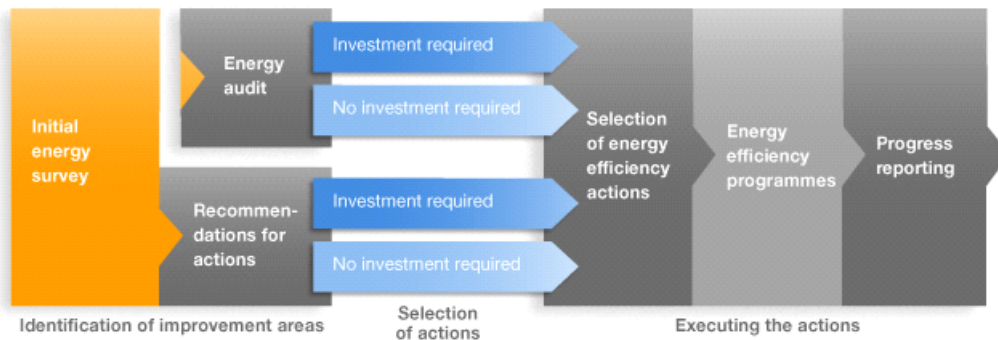 Initial
energy
survey
Energy
audit
Recommen-
dations for
actions
Investment required
No investment required
Investment required
No investment required
Selection
of energy
efficiency
actions
Energy
efficiency
programmes
Progress
reporting
Identification of improvement areas
Selection
of actions
Executing the actions